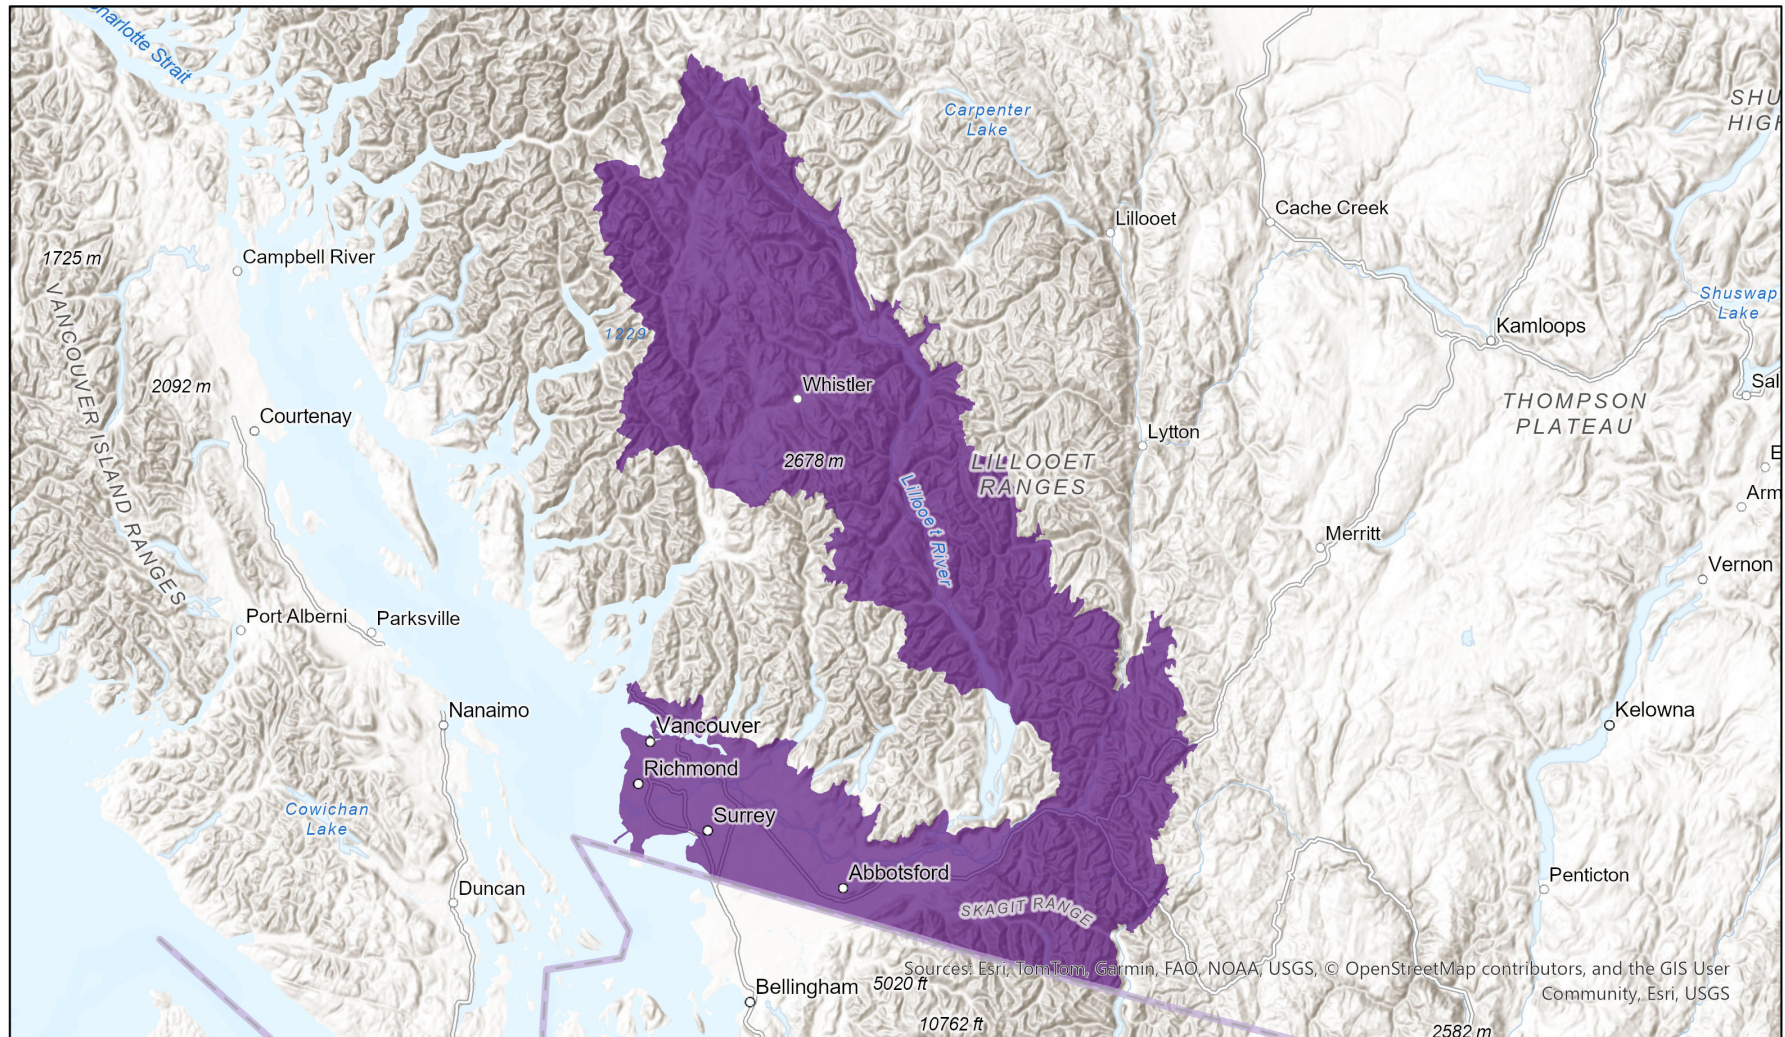 Charlotte Strait
SHU
HIGH
Carpenter
Lake
Cache Creek
Lillooet
1725 m
Campbell River
VANCOUVER ISLAND RANGES
Shuswap
Lake
1229
Kamloops
2092 m
Whistler
Sal
THOMPSON
PLATEAU
Courtenay
Lytton
2678 m
LILLOOET
RANGES
E
Arm
Lillooet River
Merritt
Vernon
Port Alberni
Parksville
Nanaimo
Kelowna
Vancouver
Richmond
Cowichan
Lake
Surrey
Abbotsford
Penticton
Duncan
SKAGIT RANGE
Sources: Esri, TomTom, Garmin, FAO, NOAA, USGS, © OpenStreetMap contributors, and the GIS User
Community, Esri, USGS
Bellingham
5020 ft
10762 ft
2582 m